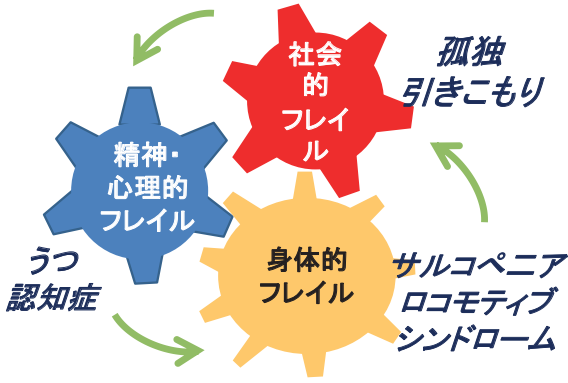 社会
的
フレイ
ル
孤独
引きこもり
精神・
心理的
フレイル
うつ
認知症
身体的
フレイル
サルコペニア
ロコモティブ
シンドローム